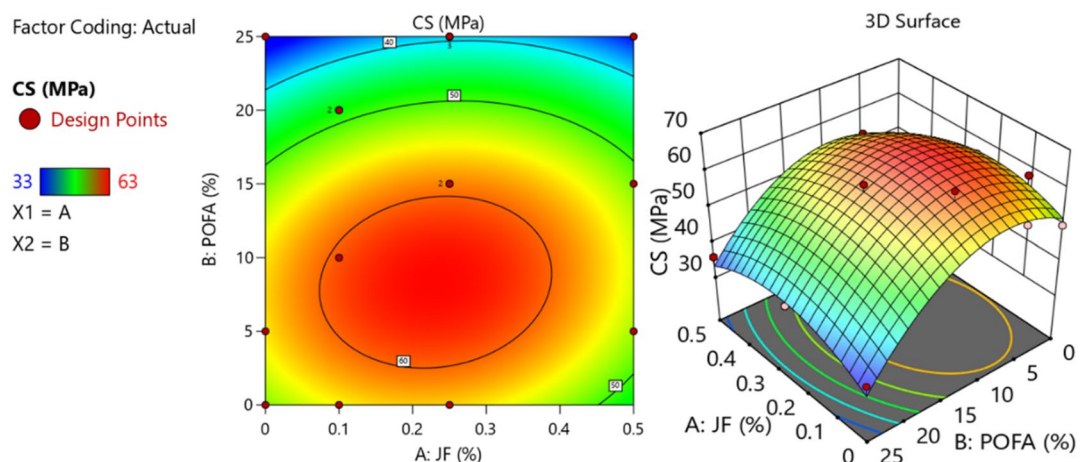 Factor Coding: Actual
CS (MPa)
Design Points
33 63
X1 = A
X2 = B
CS (MPa)
25
20
15
10
5
0
B: POFA (%)
40
3
50
2
2
60
50
0 0.1 0.2 0.3 0.4 0.5
A: JF (%)
3D Surface
70
60
50
40
30
CS (MPa)
0.5
0.4
0.3
0.2
0.1
0
A: JF (%)
0
5
10
15
20
25
B: POFA (%)